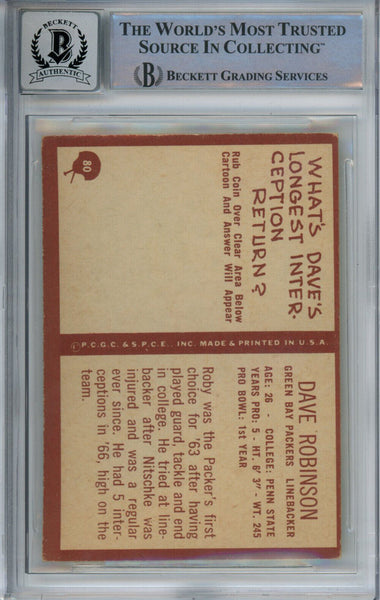 BECKETT
B
AUTHENTIC
THE WORLD'S MOST TRUSTED
SOURCE IN COLLECTING™
B BECKETT GRADING SERVICES
80
WHAT'S DAVE'S
LONGEST INTER-
CEPTION
RETURN?
Rub Coin Over Clear Area Below
Cartoon And Answer Will Appear
©P.C.G.C. & S.P.C.E., INC. MADE & PRINTED IN U.S.A.
DAVE ROBINSON
GREEN BAY PACKERS LINEBACKER
AGE: 26 - COLLEGE: PENN STATE
YEARS PRO: 5 - HT. 6' 3" - WT. 245
PRO BOWL: 1st YEAR
Roby was the Packer's first
choice for '63 after having
played guard, tackle and end
in college. He tried at line-
backer after Nitschke was
injured and was a regular
ever since. He had 5 inter-
ceptions in '66, high on the
team.